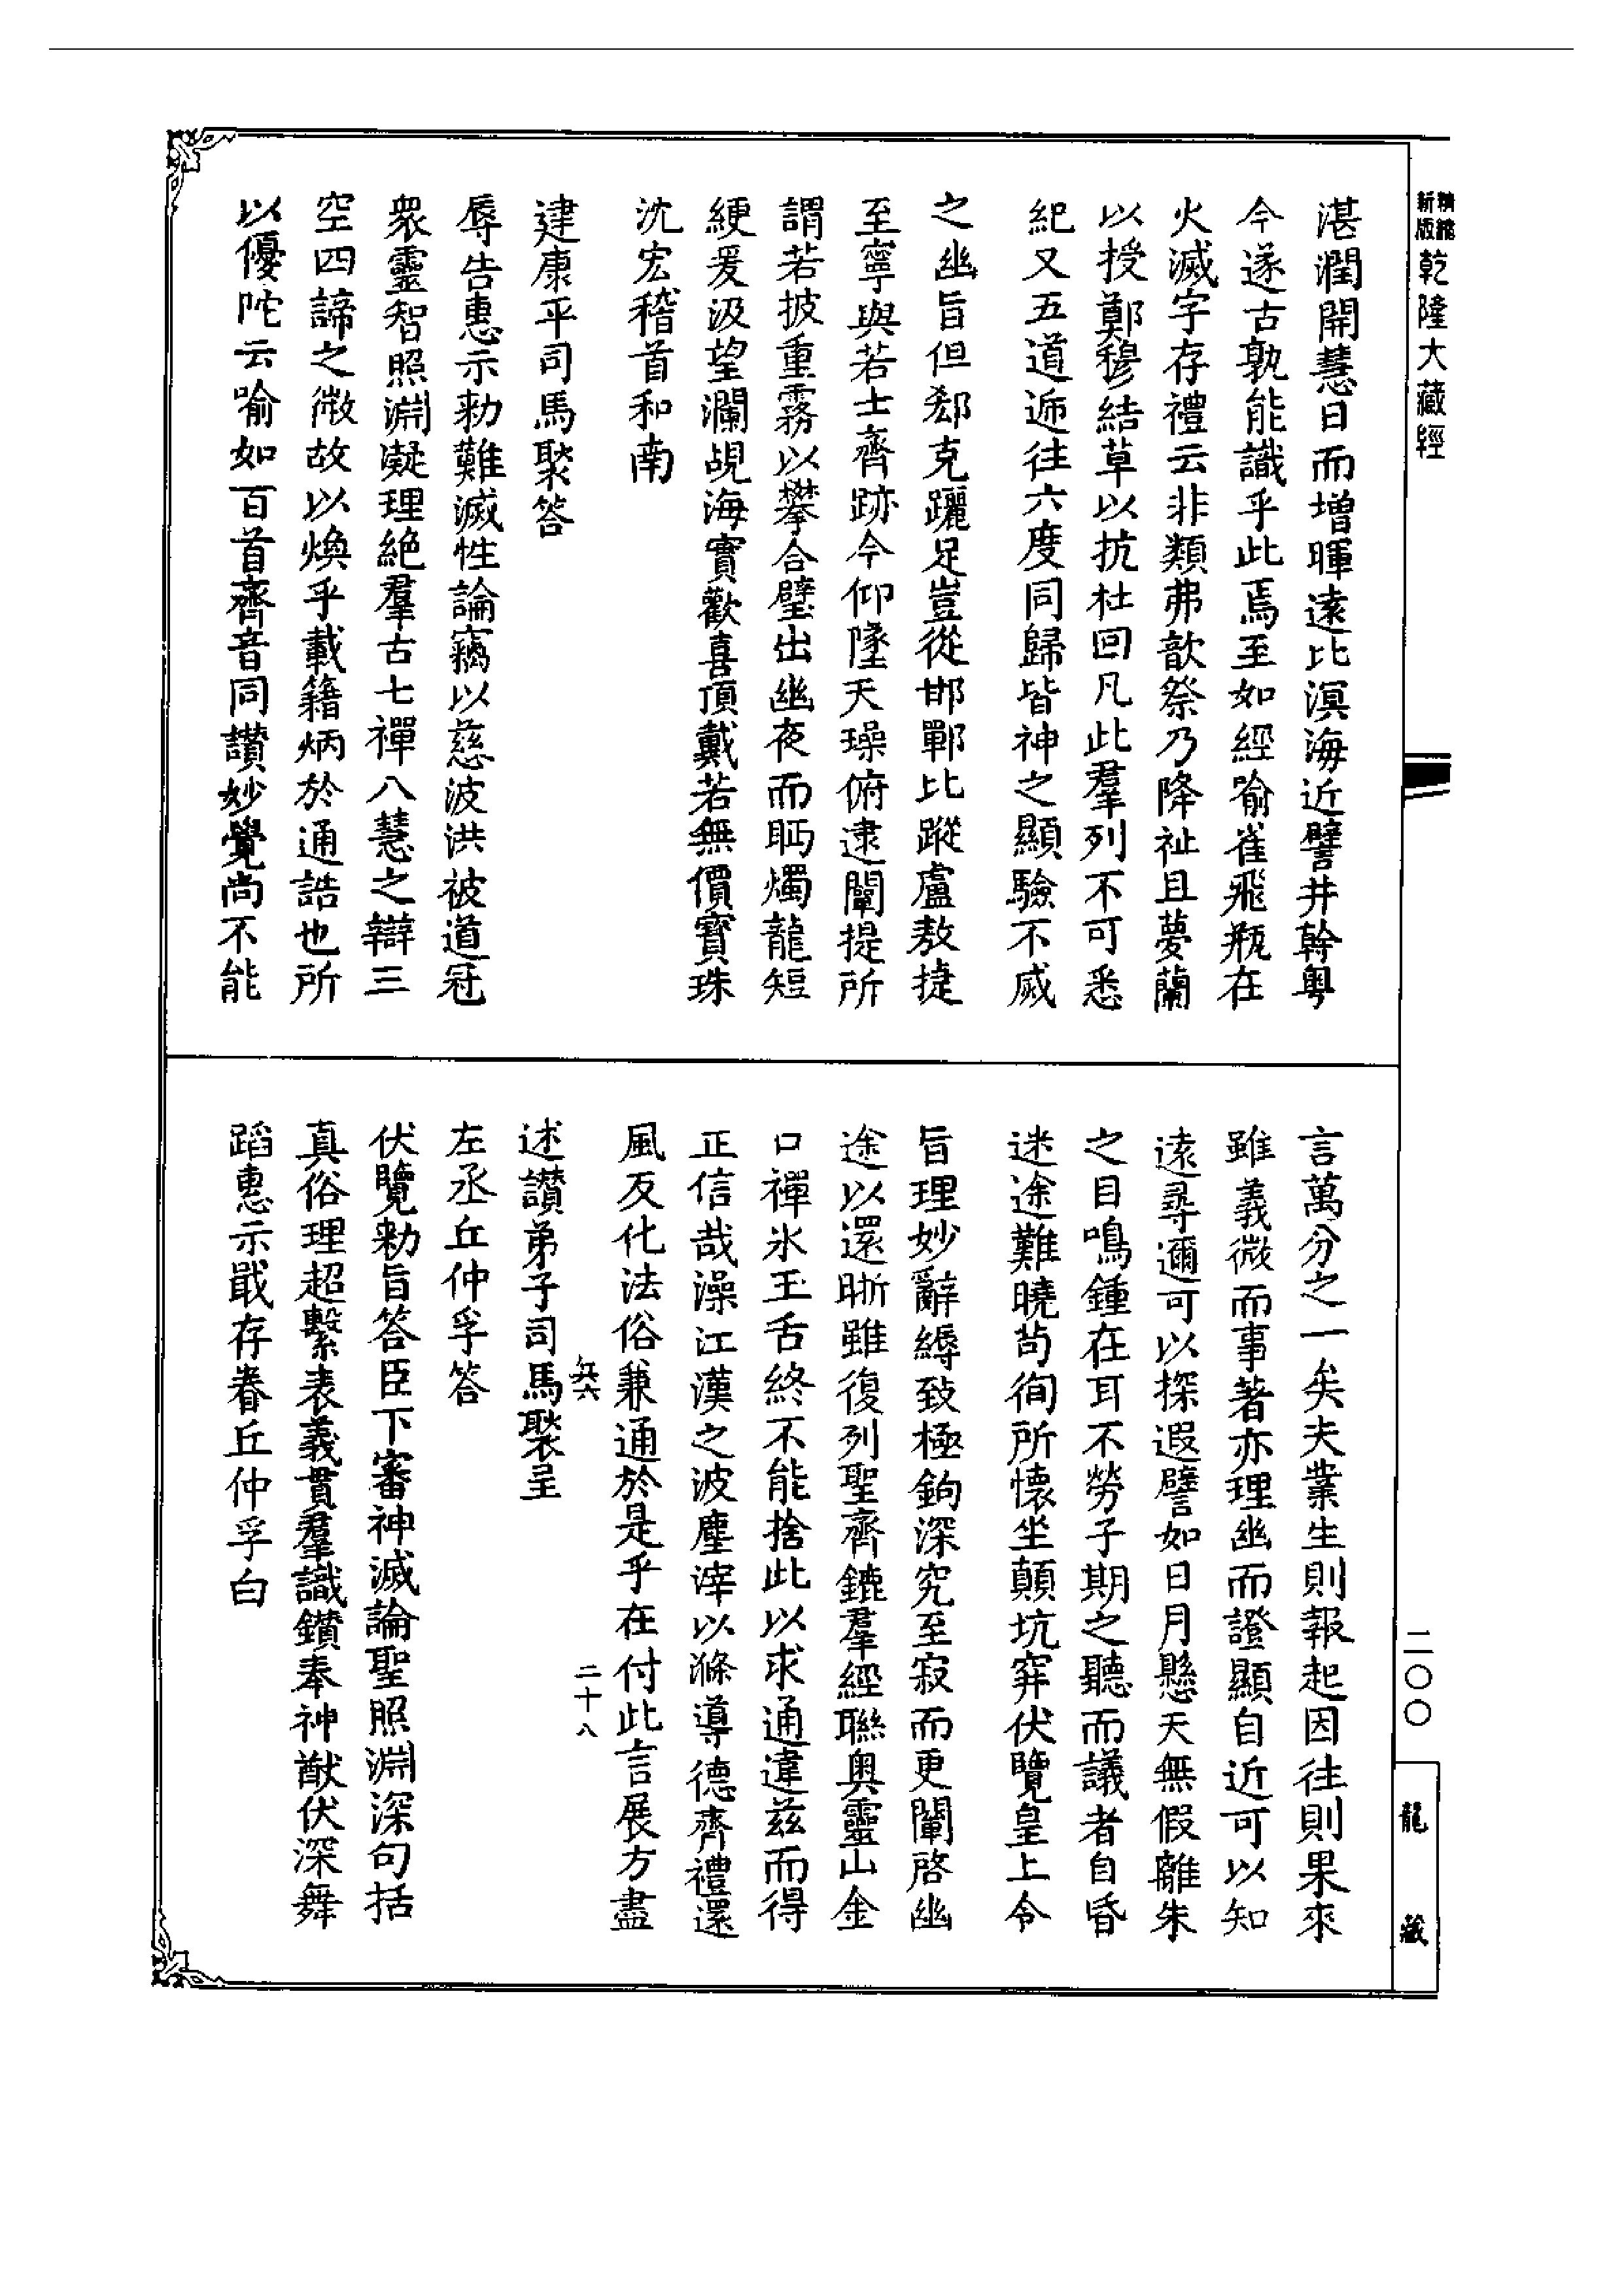 精縮新版乾隆大藏經
湛潤開慧日而增暉遠比溟海近譬井幹粤
今遂古孰能識乎此焉至如經喻雀飛瓶在
火滅字存禮云非類弗歆祭乃降祉且夢蘭
以授鄭穆結草以抗杜回凡此羣列不可悉
紀又五道遞往六度同歸皆神之顯驗不滅
之幽旨但郄克躧足豈從邯鄲比蹤盧敖捷
至寧與若士齊跡今仰墜天璪俯逮闡提所
謂若披重霧以攀合璧出幽夜而眄燭龍短
綆爰汲望瀾覘海實歡喜頂戴若無價寶珠
沈宏稽首和南
建康平司馬褧答
辱告惠示勑難滅性論竊以慈波洪被道冠
衆靈智照淵凝理絶羣古七禪八慧之辯三
空四諦之微故以煥乎載籍炳於通誥也所
以優陀云喻如百首齊音同讃妙覺尚不能
言萬分之一矣夫業生則報起因往則果來
雖義微而事著亦理幽而證顯自近可以知
遠尋邇可以探遐譬如日月懸天無假離朱
之目鳴鍾在耳不勞子期之聽而議者自昏
迷途難曉茍徇所懷坐顛坑穽伏覽皇上令
旨理妙辭縟致極鉤深究至寂而更闡啓幽
途以還晰雖復列聖齊鑣羣經聯奧靈山金
口禪氷王舌終不能捨此以求通違兹而得
正信哉澡江漢之波塵滓以滌導德齊禮還
風反化法俗兼通於是乎在付此言展方盡
兵六 二十八
述讃弟子司馬褧呈
左丞丘仲孚答
伏覽勑旨答臣下審神滅論聖照淵深句括
真俗理超繫表義貫羣識鑽奉神猷伏深舞
蹈惠示戢存眷丘仲孚白
二〇〇
龍藏